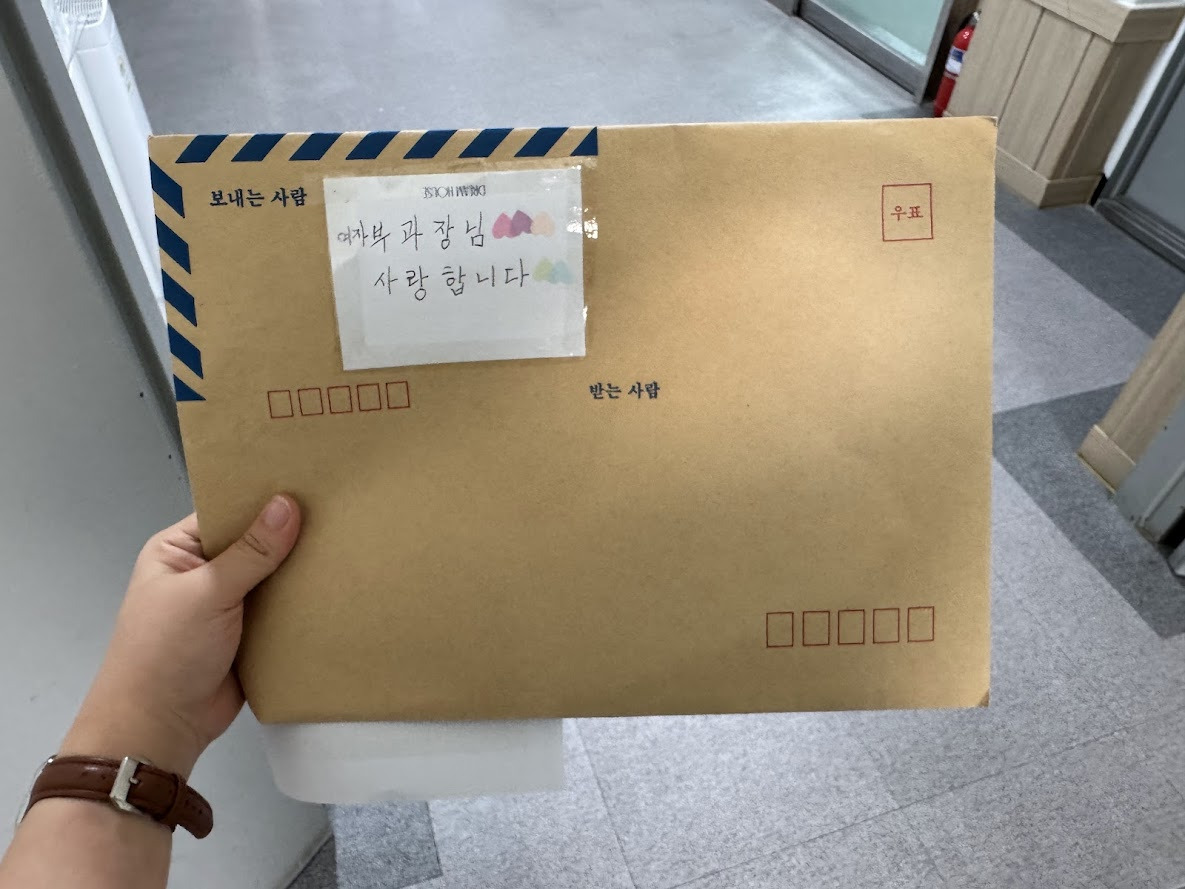 보내는 사람
DREAM HOUSE
여자부 과장님
사랑합니다
우표
받는 사람